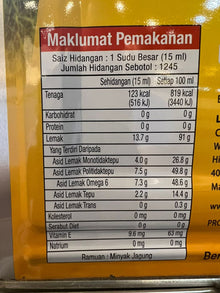 Maklumat Pemakanan
Saiz Hidangan : 1 Sudu Besar (15 ml)
Jumlah Hidangan Sebotol : 1245
Sehidangan (15 ml) Setiap 100 ml
Tenaga 123 kcal 819 kcal
(516 kJ) (3440 kJ)
Karbohidrat 0 g 0 g
Protein 0 g 0 g
Lemak 13.7 g 91 g
Yang Terdiri Daripada
Asid Lemak Monotidaktepu 4.0 g 26.8 g
Asid Lemak Politidaktepu 7.5 g 49.8 g
Asid Lemak Omega 6 7.3 g 48.6 g
Asid Lemak Tepu 2.2 g 14.4 g
Asid Lemak Trans 0 g 0.3 g
Kolesterol 0 mg 0 mg
Serabut Diet 0 g 0 g
Vitamin E 9.6 mg 63 mg
Natrium 0 mg 0 mg
Ramuan : Minyak Jagung